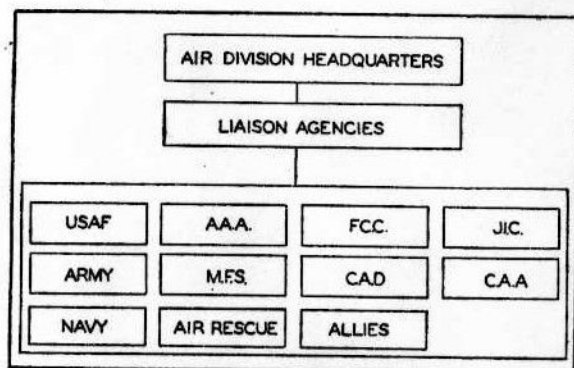 AIR DIVISION HEADQUARTERS
LIAISON AGENCIES
USAF A.A.A. F.C.C. J.I.C.
ARMY M.F.S. C.A.D C.A.A
NAVY AIR RESCUE ALLIES